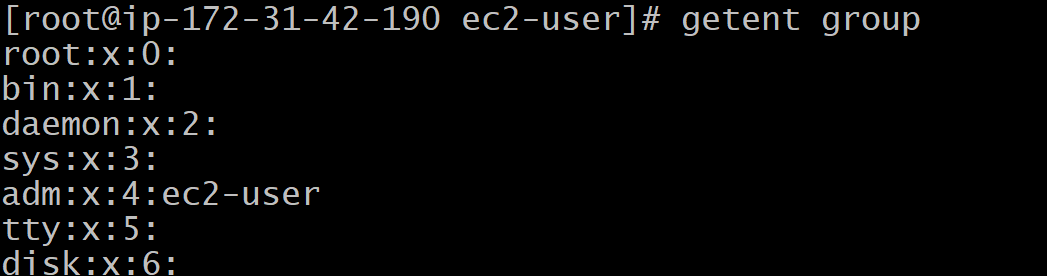 [root@ip-172-31-42-190 ec2-user]# getent group
root:x:0:
bin:x:1:
daemon:x:2:
sys:x:3:
adm:x:4:ec2-user
tty:x:5:
disk:x:6: